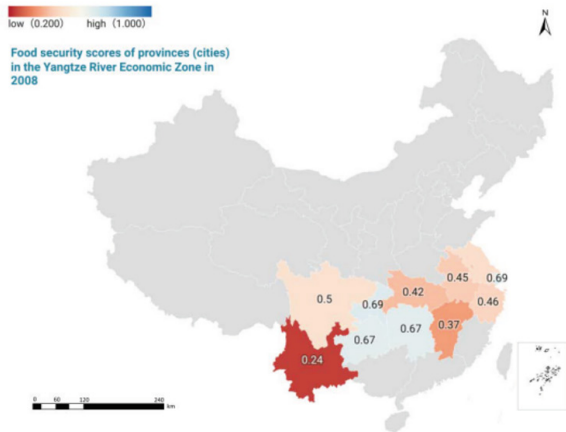 low (0.200) high (1.000)
N
Food security scores of provinces (cities)
in the Yangtze River Economic Zone in
2008
0.45 0.69
0.5 0.69 0.42 0.46
0.67 0.67 0.37
0.24
0 60 120 240
km